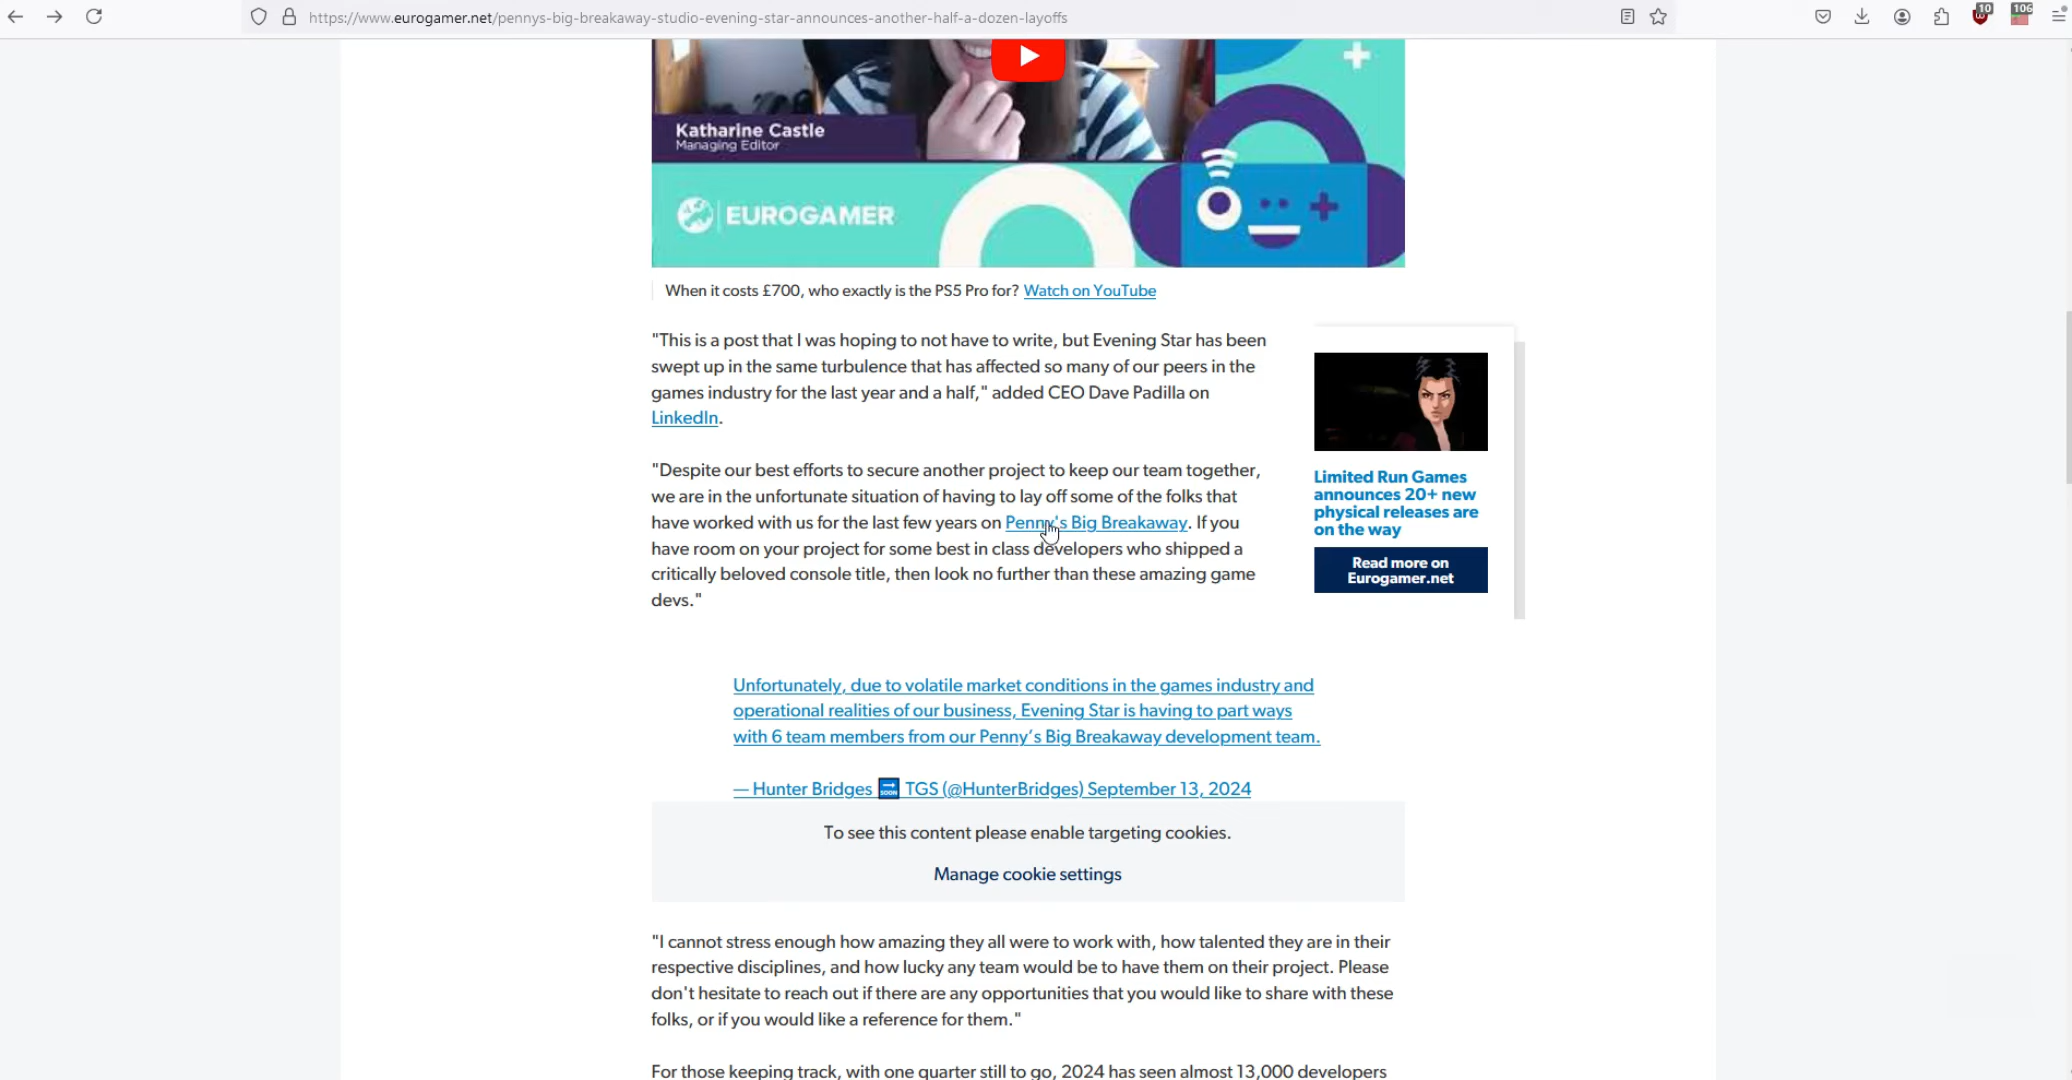 https://www.eurogamer.net/pennys-big-breakaway-studio-evening-star-announces-another-half-a-dozen-layoffs
10
106
Katharine Castle
Managing Editor
EUROGAMER
When it costs £700, who exactly is the PS5 Pro for? Watch on YouTube
"This is a post that I was hoping to not have to write, but Evening Star has been
swept up in the same turbulence that has affected so many of our peers in the
games industry for the last year and a half," added CEO Dave Padilla on
LinkedIn.
"Despite our best efforts to secure another project to keep our team together,
we are in the unfortunate situation of having to lay off some of the folks that
have worked with us for the last few years on Penny's Big Breakaway. If you
have room on your project for some best in class developers who shipped a
critically beloved console title, then look no further than these amazing game
devs."
Limited Run Games
announces 20+ new
physical releases are
on the way
Read more on
Eurogamer.net
Unfortunately, due to volatile market conditions in the games industry and
operational realities of our business, Evening Star is having to part ways
with 6 team members from our Penny’s Big Breakaway development team.
— Hunter Bridges 🔜 TGS (@HunterBridges) September 13, 2024
To see this content please enable targeting cookies.
Manage cookie settings
"I cannot stress enough how amazing they all were to work with, how talented they are in their
respective disciplines, and how lucky any team would be to have them on their project. Please
don't hesitate to reach out if there are any opportunities that you would like to share with these
folks, or if you would like a reference for them."
For those keeping track, with one quarter still to go, 2024 has seen almost 13,000 developers